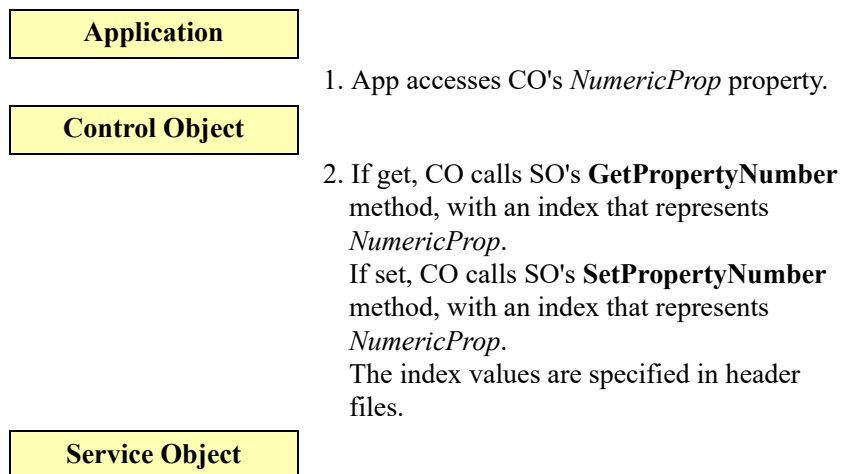 Application
1. App accesses CO's NumericProp property.
Control Object
2. If get, CO calls SO's GetPropertyNumber
method, with an index that represents
NumericProp.
If set, CO calls SO's SetPropertyNumber
method, with an index that represents
NumericProp.
The index values are specified in header
files.
Service Object